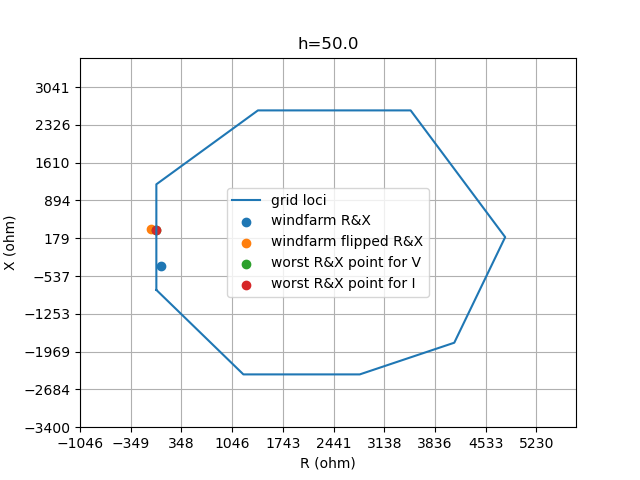 h=50.0
3041
2326
1610
894
179
−537
−1253
−1969
−2684
−3400
X (ohm)
grid loci
windfarm R&X
windfarm flipped R&X
worst R&X point for V
worst R&X point for I
−1046 −349 348 1046 1743 2441 3138 3836 4533 5230
R (ohm)